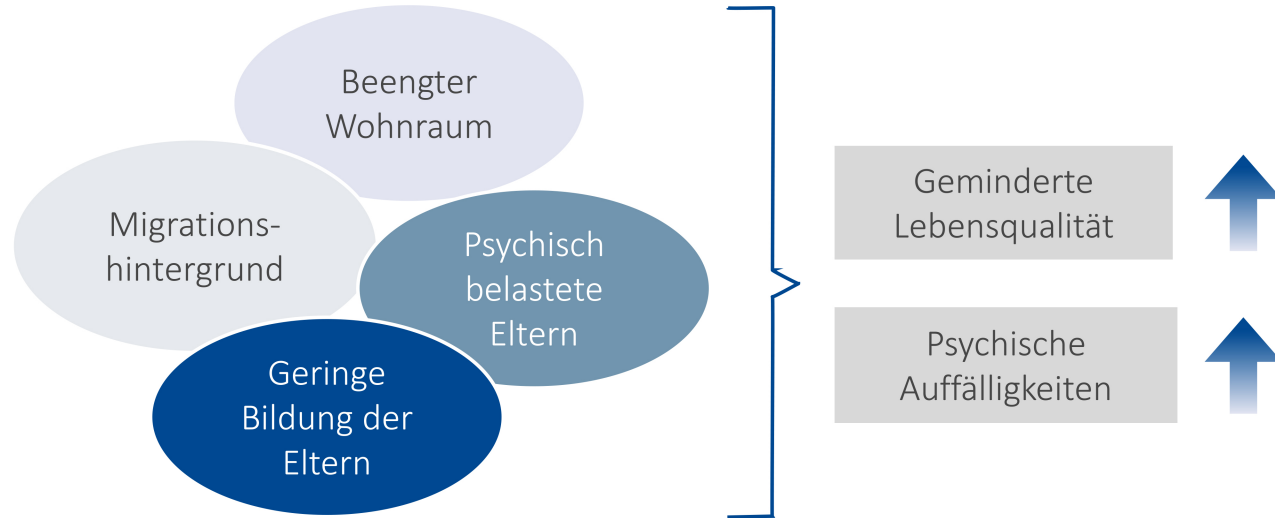 Beengter
Wohnraum
Migrations-
hintergrund
Psychisch
belastete
Eltern
Geringe
Bildung der
Eltern
Geminderte
Lebensqualität
Psychische
Auffälligkeiten